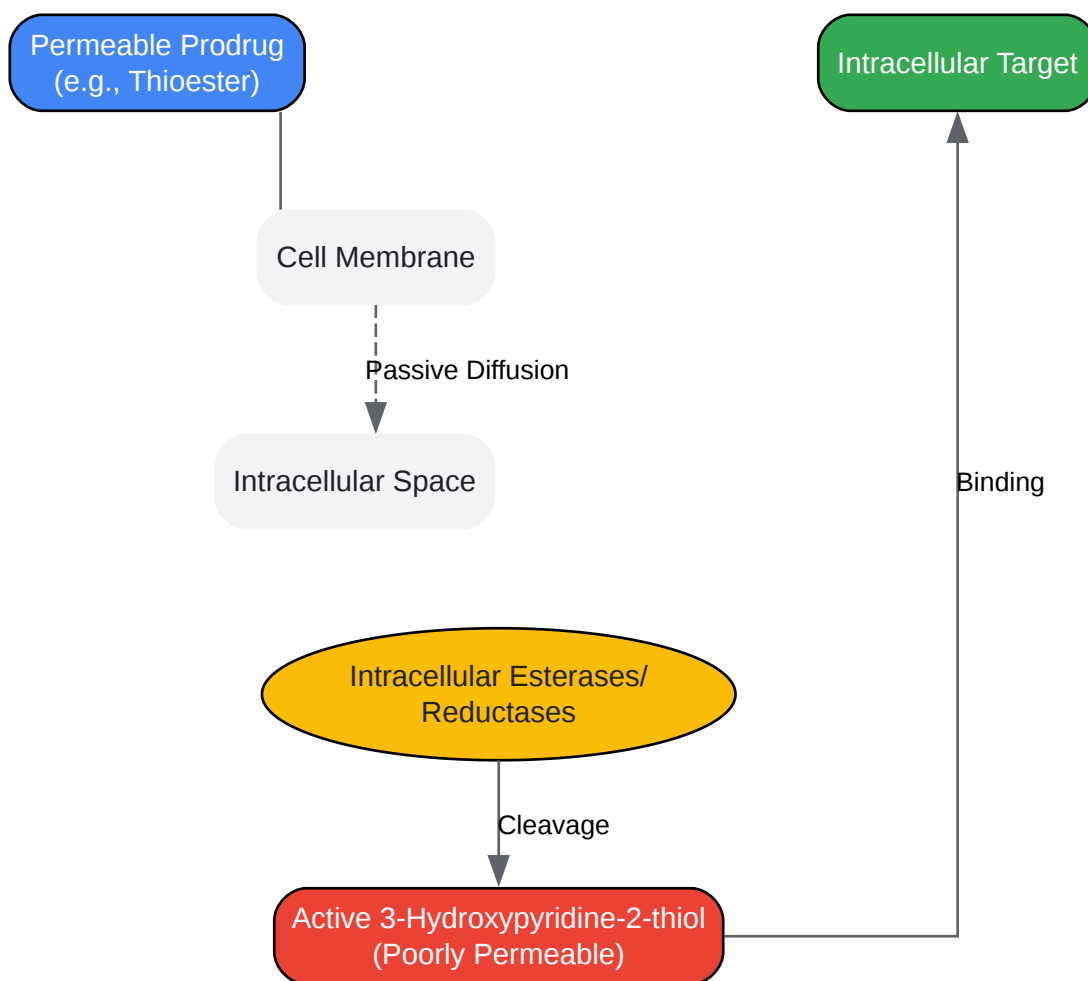 Permeable Prodrug
(e.g., Thioester)
Intracellular Target
Cell Membrane
Passive Diffusion
Intracellular Space
Binding
Intracellular Esterases/
Reductases
Cleavage
Active 3-Hydroxypyridine-2-thiol
(Poorly Permeable)